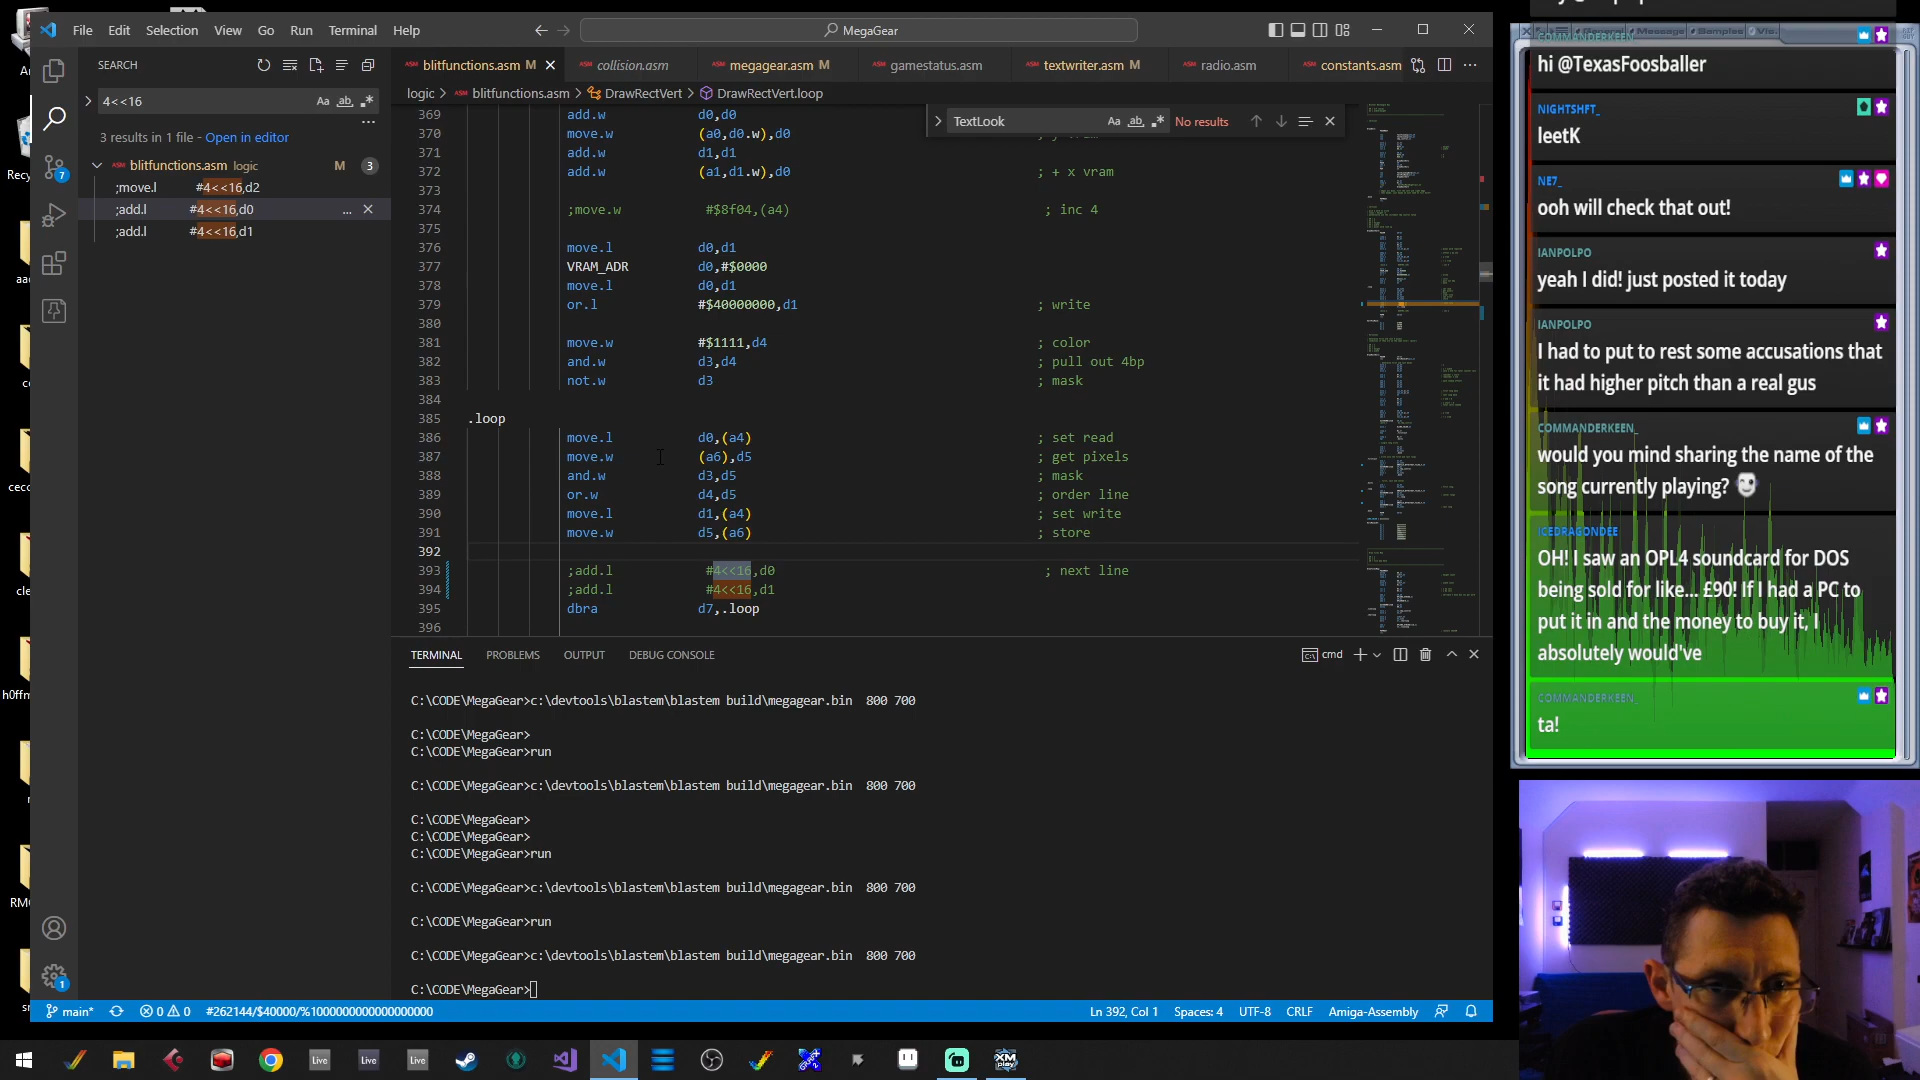 File Edit Selection View Go Run Terminal Help
MegaGear
SEARCH
4<<16
3 results in 1 file - Open in editor
blitfunctions.asm logic M 3
;move.l #4<<16,d2
;add.l #4<<16,d0
;add.l #4<<16,d1
blitfunctions.asm M
collision.asm
megagear.asm M
gamestatus.asm
textwriter.asm M
radio.asm
constants.asm
logic > blitfunctions.asm > DrawRectVert > DrawRectVert.loop
TextLook
No results
369 add.w d0,d0
370 move.w (a0,d0.w),d0
371 add.w d1,d1
372 add.w (a1,d1.w),d0 ; + x vram
373
374 ;move.w #$8f04,(a4) ; inc 4
375
376 move.l d0,d1
377 VRAM_ADR d0,#$0000
378 move.l d0,d1
379 or.l #$40000000,d1 ; write
380
381 move.w #$1111,d4 ; color
382 and.w d3,d4 ; pull out 4bp
383 not.w d3 ; mask
384
385 .loop
386 move.l d0,(a4) ; set read
387 move.w (a6),d5 ; get pixels
388 and.w d3,d5 ; mask
389 or.w d4,d5 ; order line
390 move.l d1,(a4) ; set write
391 move.w d5,(a6) ; store
392
393 ;add.l #4<<16,d0 ; next line
394 ;add.l #4<<16,d1
395 dbra d7,.loop
396
TERMINAL PROBLEMS OUTPUT DEBUG CONSOLE
cmd
C:\CODE\MegaGear>c:\devtools\blastem\blastem build\megagear.bin 800 700
C:\CODE\MegaGear>
C:\CODE\MegaGear>run
C:\CODE\MegaGear>c:\devtools\blastem\blastem build\megagear.bin 800 700
C:\CODE\MegaGear>
C:\CODE\MegaGear>
C:\CODE\MegaGear>run
C:\CODE\MegaGear>c:\devtools\blastem\blastem build\megagear.bin 800 700
C:\CODE\MegaGear>run
C:\CODE\MegaGear>c:\devtools\blastem\blastem build\megagear.bin 800 700
C:\CODE\MegaGear>
main* 0 0 #262144/$40000/%1000000000000000000
Ln 392, Col 1 Spaces: 4 UTF-8 CRLF Amiga-Assembly
COMMANDERKEEN_
hi @TexasFoosballer
NIGHTSHFT_
leetK
NE7_
ooh will check that out!
IANPOLPO
yeah I did! just posted it today
IANPOLPO
I had to put to rest some accusations that
it had higher pitch than a real gus
COMMANDERKEEN_
would you mind sharing the name of the
song currently playing?
ICEDRAGONDEE
OH! I saw an OPL4 soundcard for DOS
being sold for like... £90! If I had a PC to
put it in and the money to buy it, I
absolutely would've
COMMANDERKEEN_
ta!
Live
Live
Live
XM
play